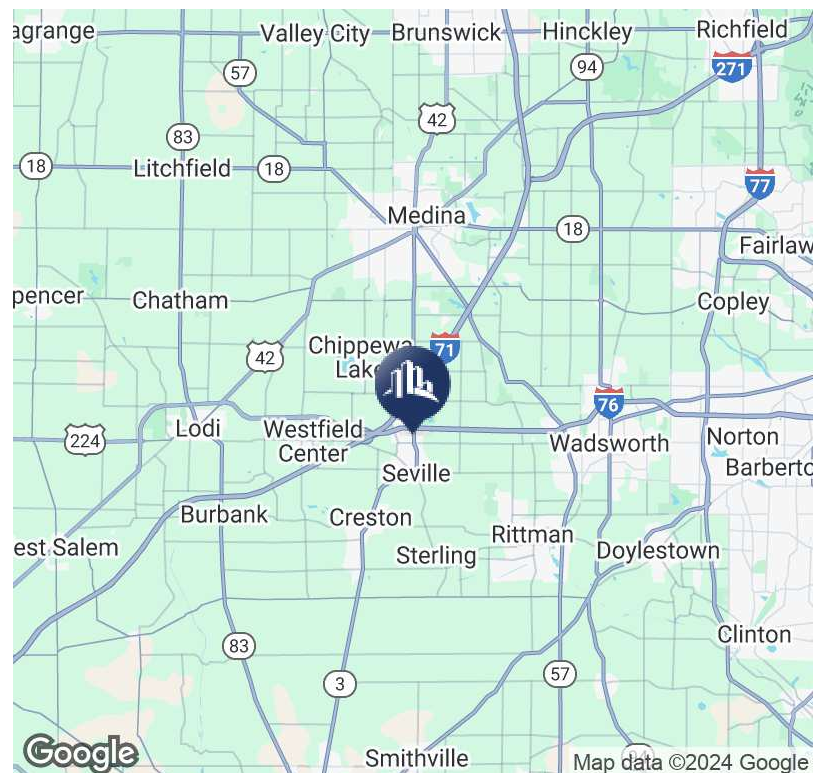 agrange
Valley City
Brunswick
Hinckley
Richfield
271
57
94
42
83
18
Litchfield
18
77
Medina
18
Fairlaw
pencer
Chatham
Copley
Chippewa
Lake
71
42
76
224
Lodi
Westfield
Center
Wadsworth
Norton
Barberto
Seville
Burbank
Creston
Rittman
est Salem
Sterling
Doylestown
Clinton
83
3
57
Smithville
Google
Map data ©2024 Google